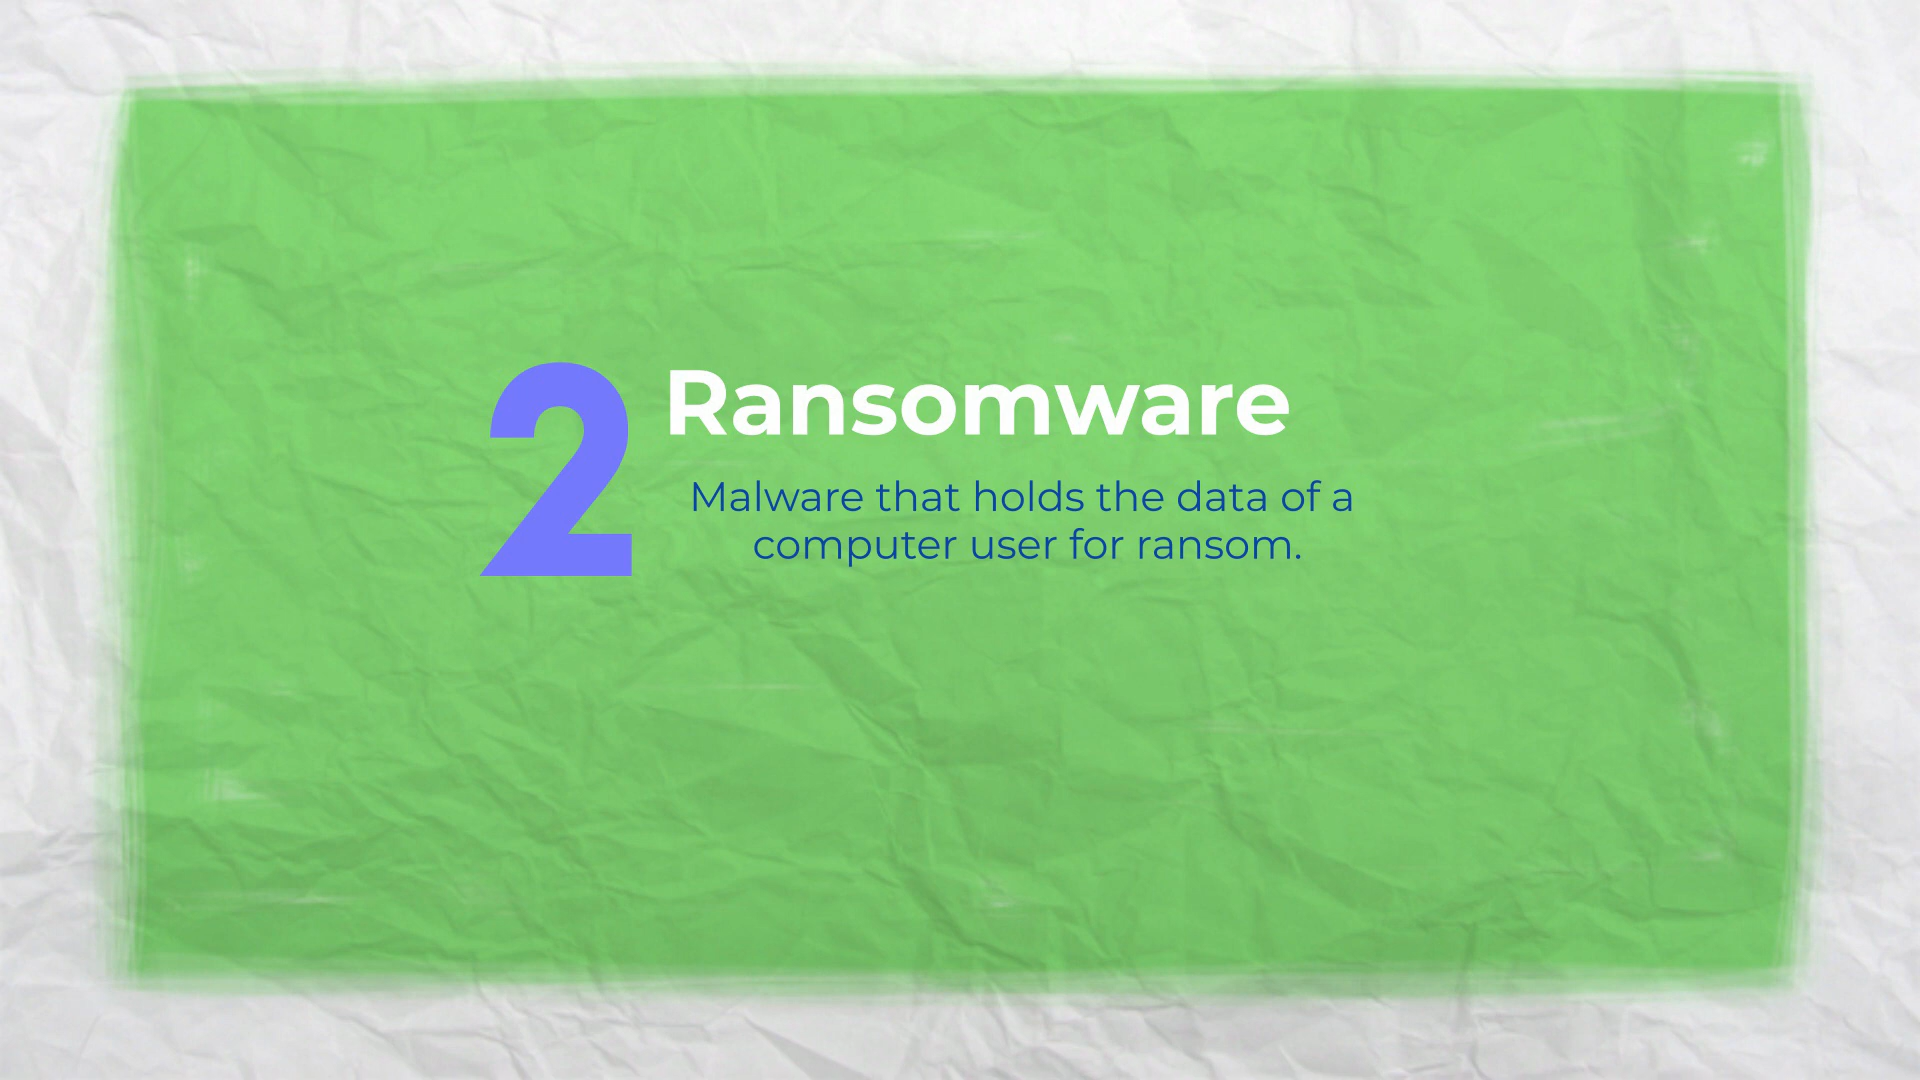 2
Ransomware
Malware that holds the data of a
computer user for ransom.